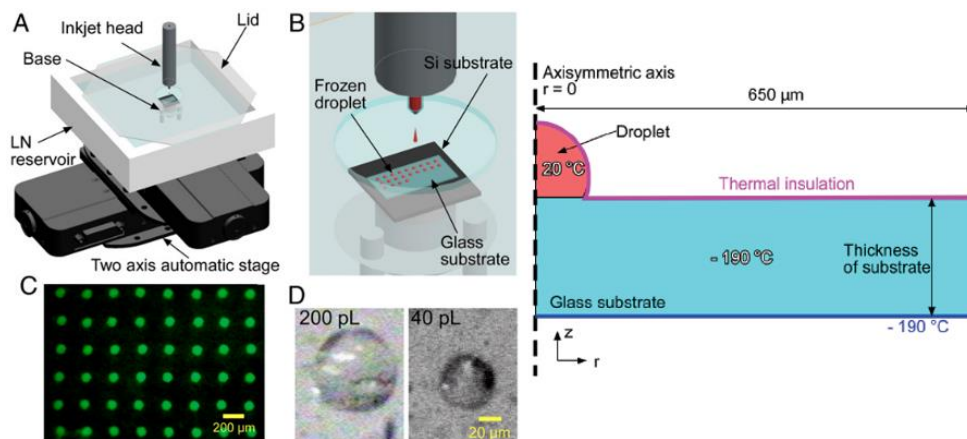 A
Inkjet head
Lid
Base
LN
reservoir
Two axis automatic stage
B
Si substrate
Frozen
droplet
Glass
substrate
C
200 µm
D
200 pL
40 pL
20 µm
Axisymmetric axis
r = 0
650 µm
Droplet
20 °C
Thermal insulation
- 190 °C
Thickness
of substrate
Glass substrate
- 190 °C
z
r